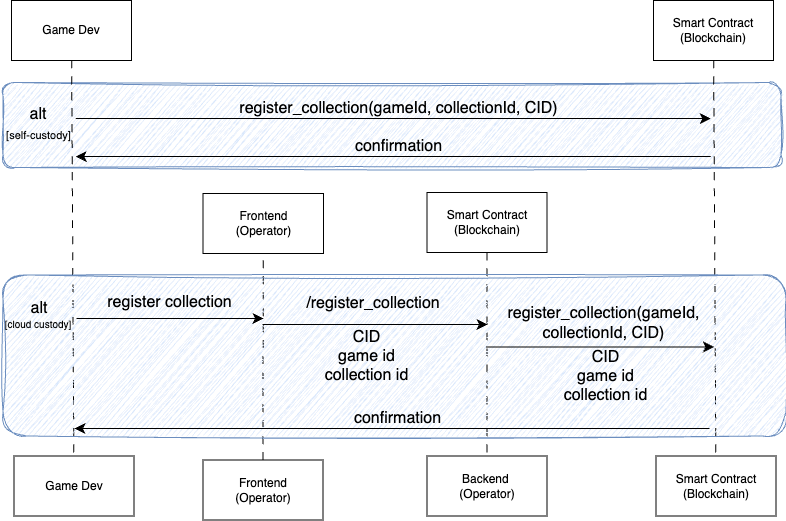 Game Dev
Smart Contract
(Blockchain)
alt
[self-custody]
register_collection(gameId, collectionId, CID)
confirmation
Frontend
(Operator)
Smart Contract
(Blockchain)
alt
[cloud custody]
register collection
/register_collection
CID
game id
collection id
register_collection(gameId,
collectionId, CID)
CID
game id
collection id
confirmation
Game Dev
Frontend
(Operator)
Backend
(Operator)
Smart Contract
(Blockchain)